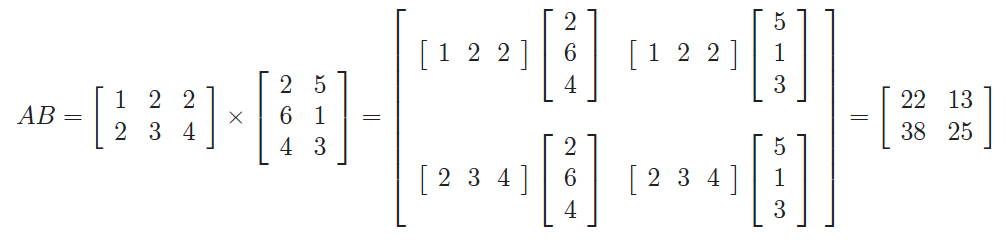 AB = [ 1 2 2 ; 2 3 4 ] × [ 2 5 ; 6 1 ; 4 3 ] = [ [ 1 2 2 ] [ 2 ; 6 ; 4 ] [ 1 2 2 ] [ 5 ; 1 ; 3 ] ; [ 2 3 4 ] [ 2 ; 6 ; 4 ] [ 2 3 4 ] [ 5 ; 1 ; 3 ] ] = [ 22 13 ; 38 25 ]